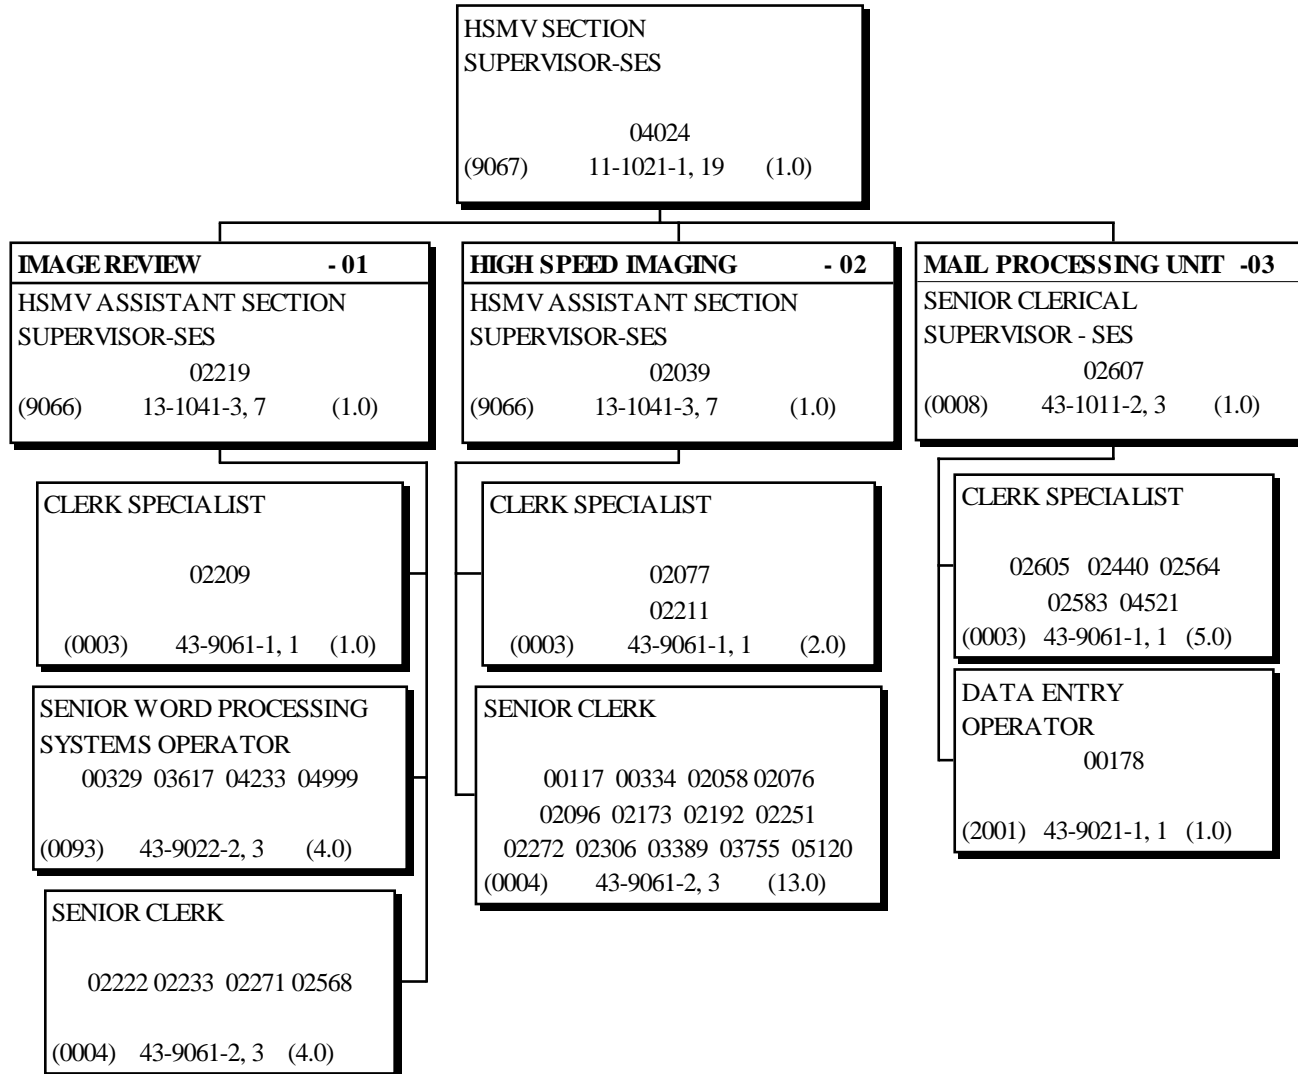 HSMV SECTION
SUPERVISOR-SES
04024
(9067) 11-1021-1, 19 (1.0)
IMAGE REVIEW - 01
HSMV ASSISTANT SECTION
SUPERVISOR-SES
02219
(9066) 13-1041-3, 7 (1.0)
CLERK SPECIALIST
02209
(0003) 43-9061-1, 1 (1.0)
SENIOR WORD PROCESSING
SYSTEMS OPERATOR
00329 03617 04233 04999
(0093) 43-9022-2, 3 (4.0)
SENIOR CLERK
02222 02233 02271 02568
(0004) 43-9061-2, 3 (4.0)
HIGH SPEED IMAGING - 02
HSMV ASSISTANT SECTION
SUPERVISOR-SES
02039
(9066) 13-1041-3, 7 (1.0)
CLERK SPECIALIST
02077
02211
(0003) 43-9061-1, 1 (2.0)
SENIOR CLERK
00117 00334 02058 02076
02096 02173 02192 02251
02272 02306 03389 03755 05120
(0004) 43-9061-2, 3 (13.0)
MAIL PROCESSING UNIT -03
SENIOR CLERICAL
SUPERVISOR - SES
02607
(0008) 43-1011-2, 3 (1.0)
CLERK SPECIALIST
02605 02440 02564
02583 04521
(0003) 43-9061-1, 1 (5.0)
DATA ENTRY
OPERATOR
00178
(2001) 43-9021-1, 1 (1.0)